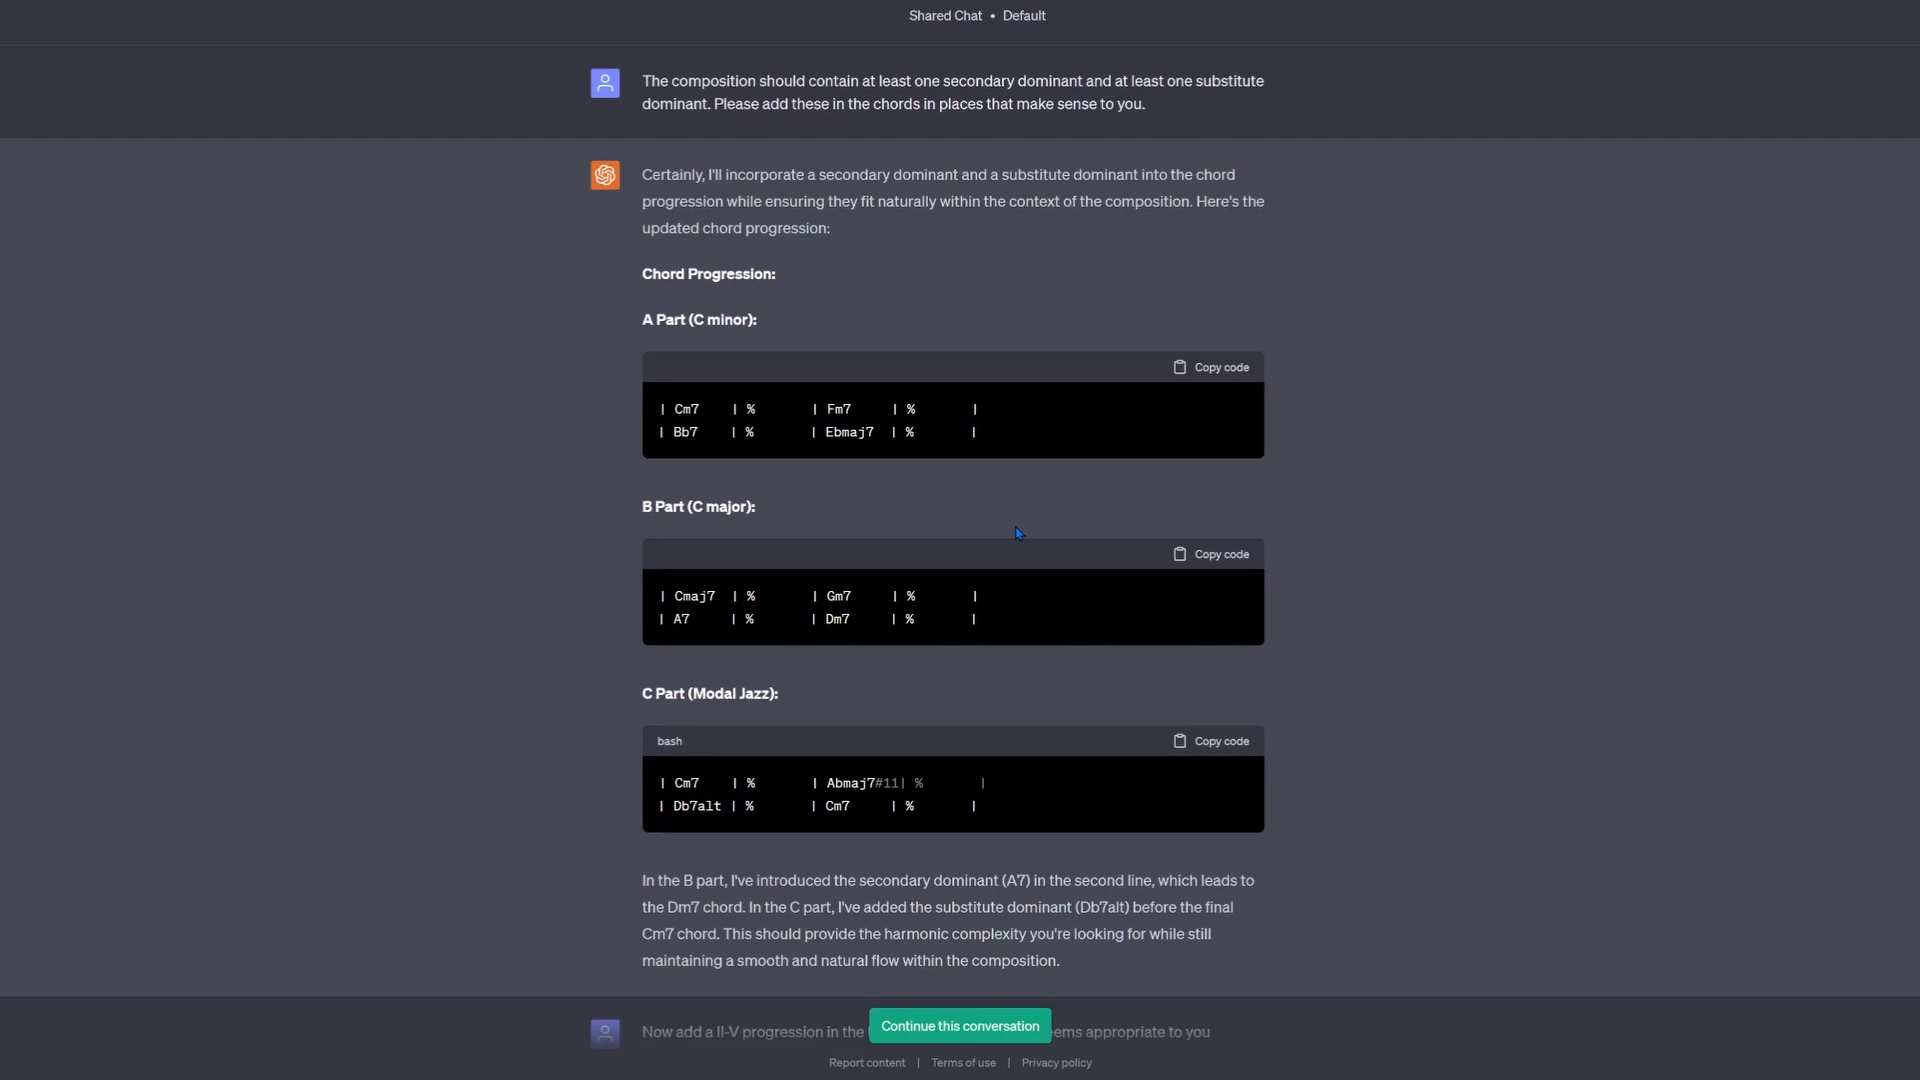 Shared Chat • Default
The composition should contain at least one secondary dominant and at least one substitute
dominant. Please add these in the chords in places that make sense to you.
Certainly, I'll incorporate a secondary dominant and a substitute dominant into the chord
progression while ensuring they fit naturally within the context of the composition. Here's the
updated chord progression:
Chord Progression:
A Part (C minor):
Copy code
| Cm7 | % | Fm7 | % |
| Bb7 | % | Ebmaj7 | % |
B Part (C major):
Copy code
| Cmaj7 | % | Gm7 | % |
| A7 | % | Dm7 | % |
C Part (Modal Jazz):
bash Copy code
| Cm7 | % | Abmaj7#11| % |
| Db7alt | % | Cm7 | % |
In the B part, I've introduced the secondary dominant (A7) in the second line, which leads to
the Dm7 chord. In the C part, I've added the substitute dominant (Db7alt) before the final
Cm7 chord. This should provide the harmonic complexity you're looking for while still
maintaining a smooth and natural flow within the composition.
Now add a II-V progression in the
Continue this conversation
appropriate to you
Report content | Terms of use | Privacy policy